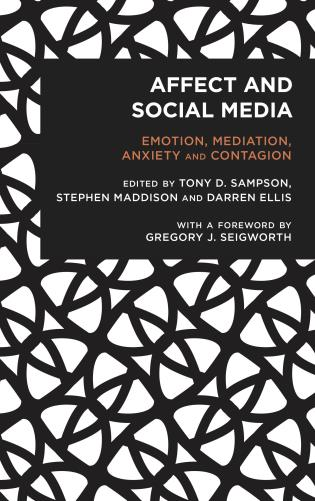 AFFECT AND
SOCIAL MEDIA
EMOTION, MEDIATION,
ANXIETY AND CONTAGION
EDITED BY TONY D. SAMPSON,
STEPHEN MADDISON AND DARREN ELLIS
WITH A FOREWORD BY
GREGORY J. SEIGWORTH